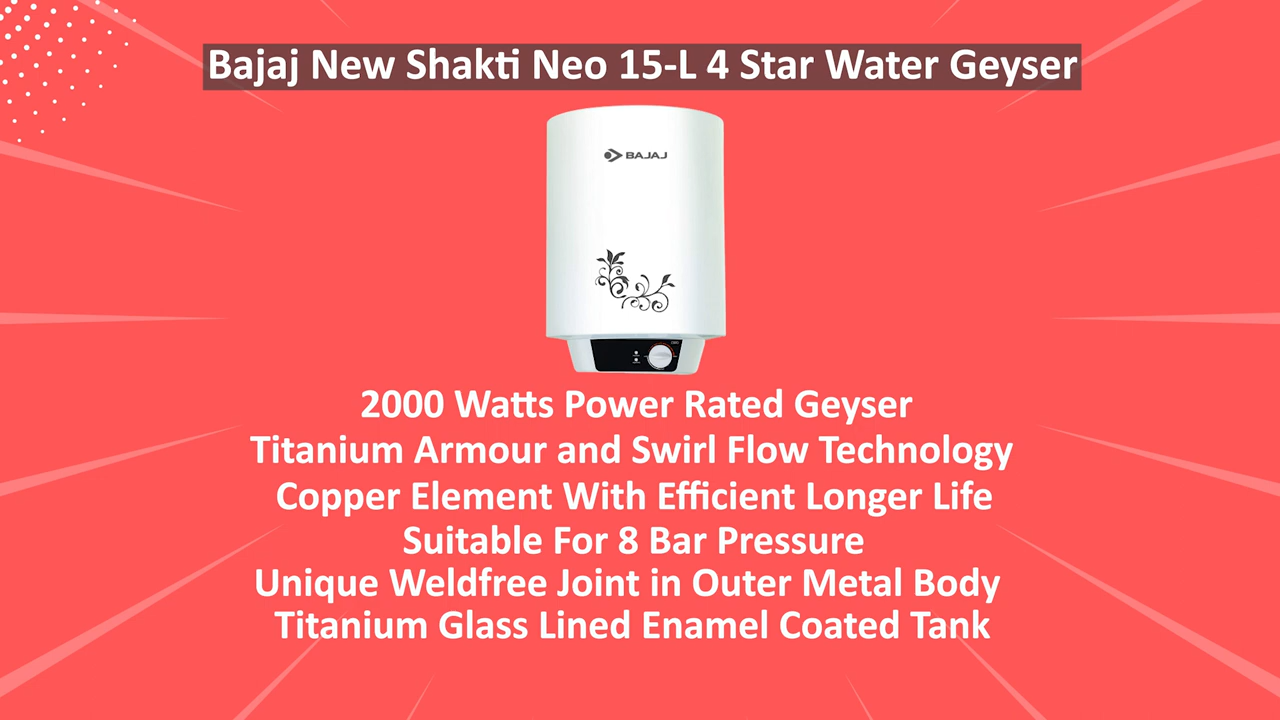 Bajaj New Shakti Neo 15-L 4 Star Water Geyser
BAJAJ
2000 Watts Power Rated Geyser
Titanium Armour and Swirl Flow Technology
Copper Element With Efficient Longer Life
Suitable For 8 Bar Pressure
Unique Weldfree Joint in Outer Metal Body
Titanium Glass Lined Enamel Coated Tank